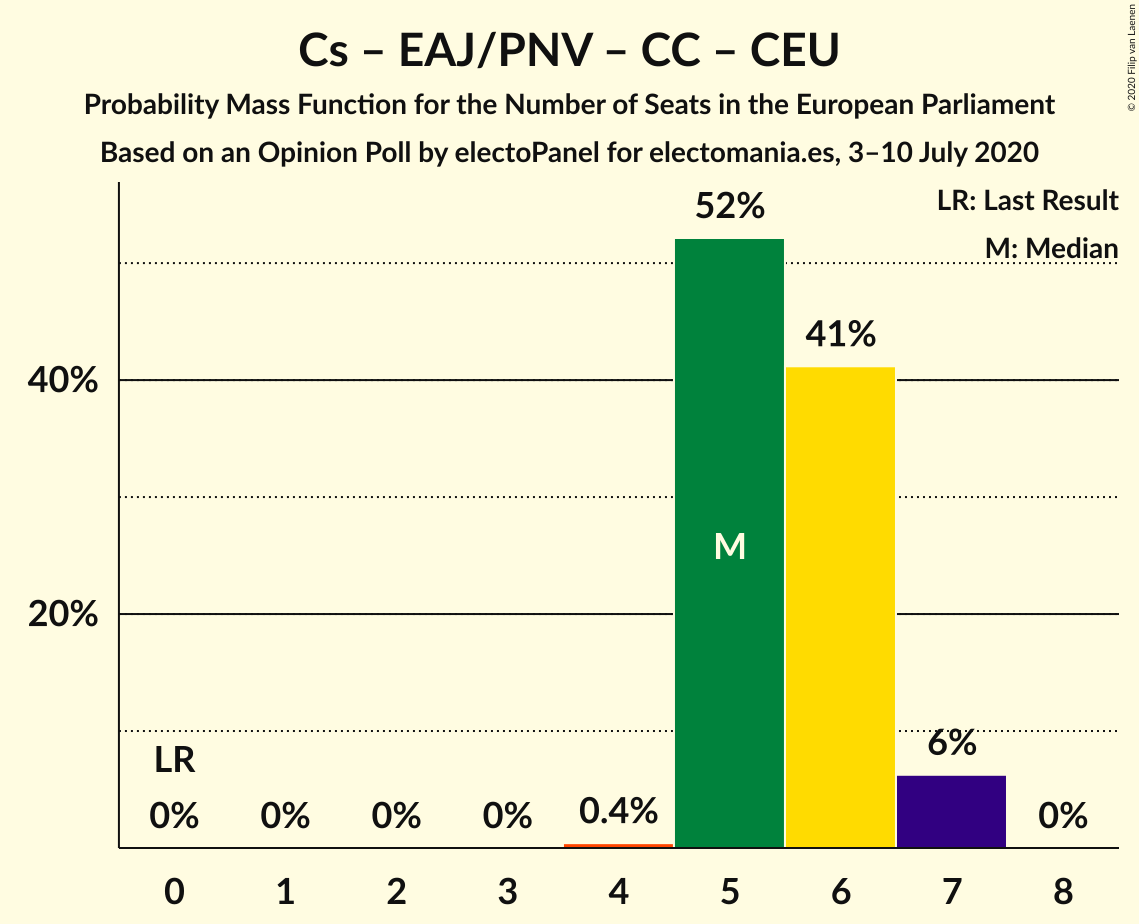 Cs – EAJ/PNV – CC – CEU
Probability Mass Function for the Number of Seats in the European Parliament
Based on an Opinion Poll by electoPanel for electomania.es, 3–10 July 2020
© 2020 Filip van Laenen
LR: Last Result
M: Median
52%
41%
40%
M
20%
6%
LR
0%
0%
0%
0%
0.4%
0%
0
1
2
3
4
5
6
7
8